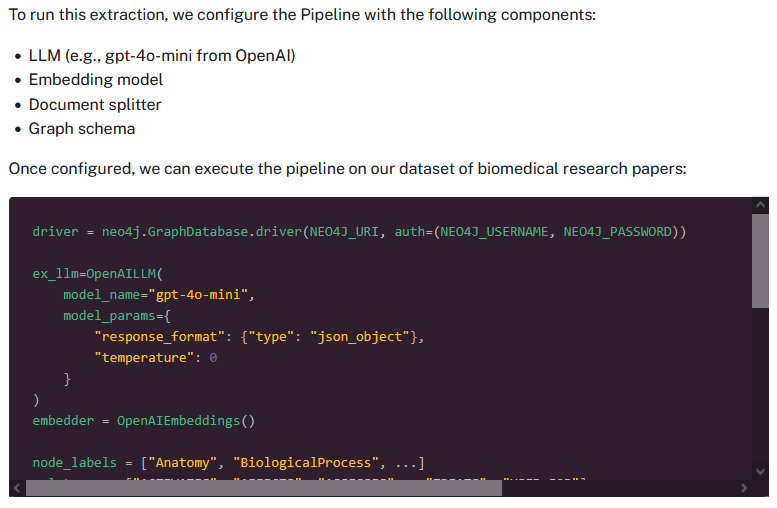 To run this extraction, we configure the Pipeline with the following components:
• LLM (e.g., gpt-4o-mini from OpenAI)
• Embedding model
• Document splitter
• Graph schema
Once configured, we can execute the pipeline on our dataset of biomedical research papers:
driver = neo4j.GraphDatabase.driver(NEO4J_URI, auth=(NEO4J_USERNAME, NEO4J_PASSWORD))
ex_llm=OpenAILLM(
    model_name="gpt-4o-mini",
    model_params={
        "response_format": {"type": "json_object"},
        "temperature": 0
    }
)
embedder = OpenAIEmbeddings()
node_labels = ["Anatomy", "BiologicalProcess", ...]